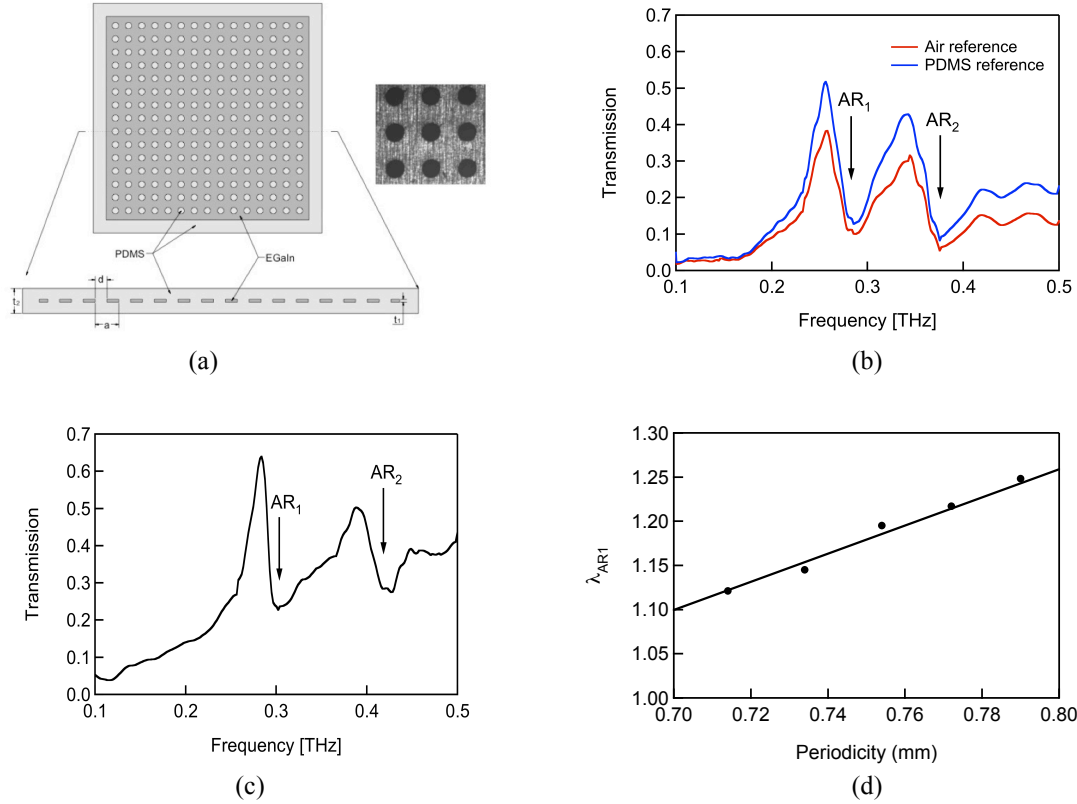 PDMS
EGaIn
d
a
t₁
(a)
0.7
0.6
0.5
0.4
0.3
0.2
0.1
0.0
Transmission
Air reference
PDMS reference
AR₁
AR₂
0.1 0.2 0.3 0.4 0.5
Frequency [THz]
(b)
0.7
0.6
0.5
0.4
0.3
0.2
0.1
0.0
Transmission
AR₁
AR₂
0.1 0.2 0.3 0.4 0.5
Frequency [THz]
(c)
1.30
1.25
1.20
1.15
1.10
1.05
1.00
λAR1
0.70 0.72 0.74 0.76 0.78 0.80
Periodicity (mm)
(d)